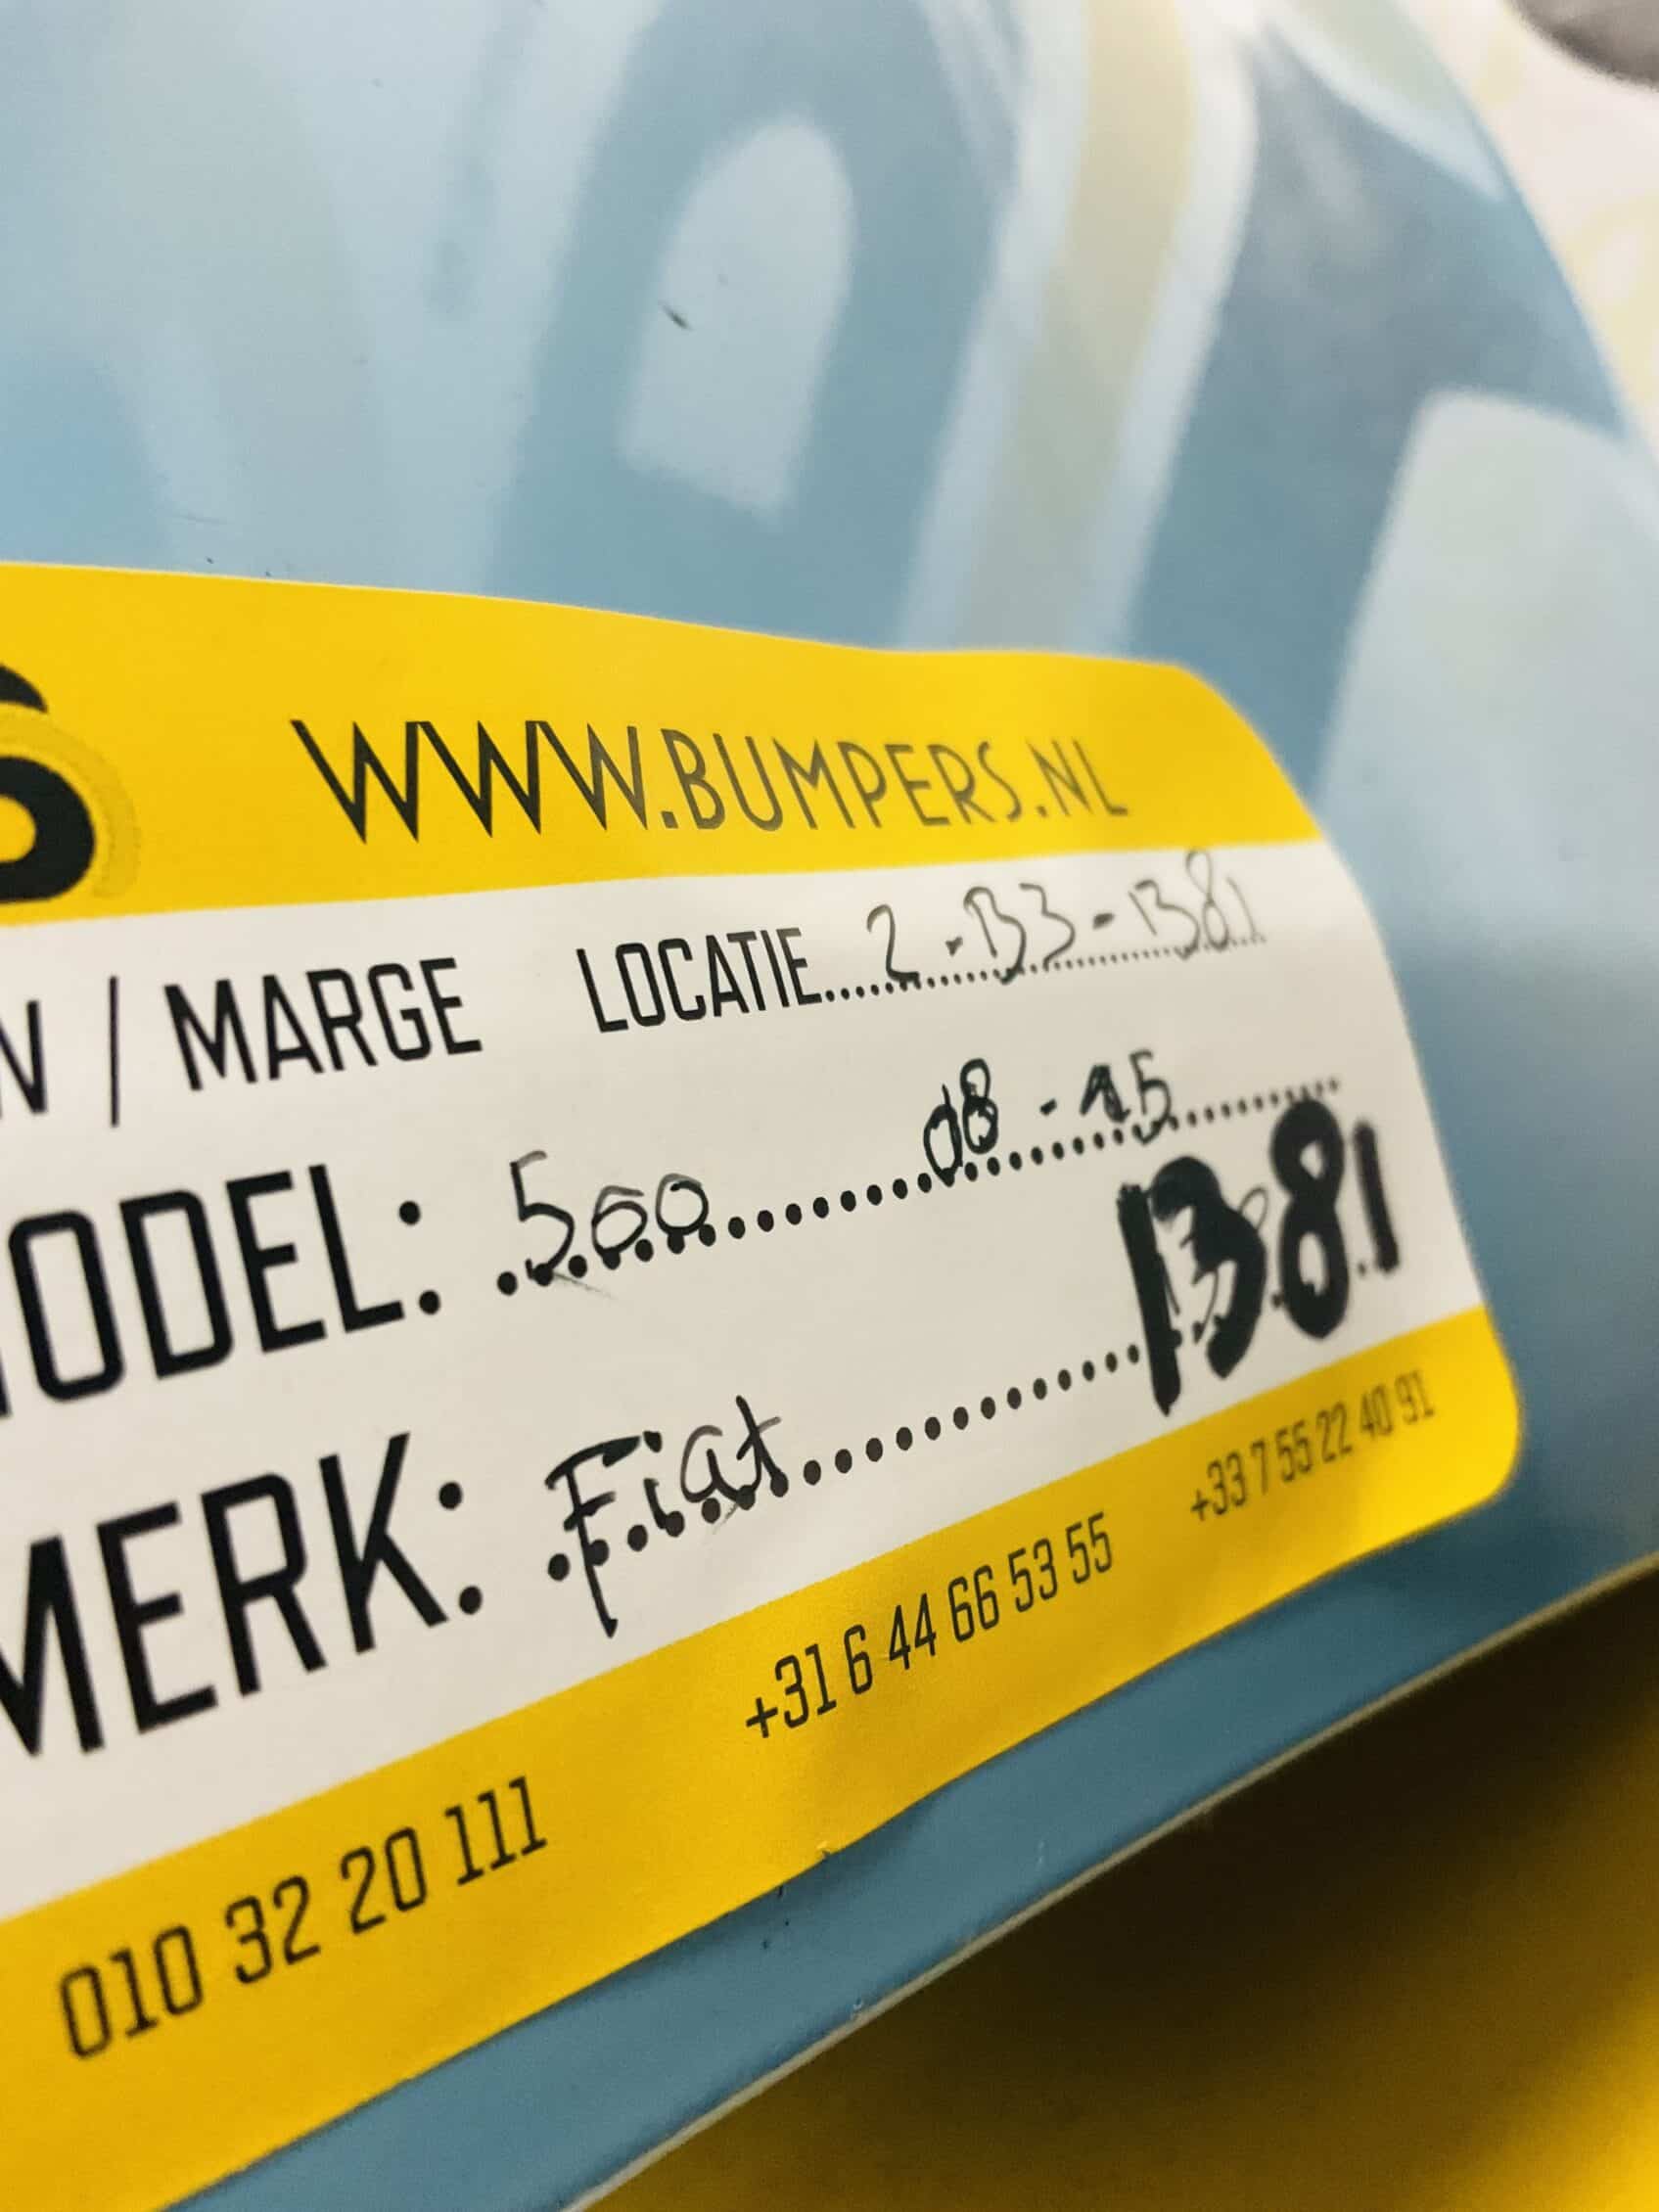 WWW.BUMPERS.NL
/ MARGE LOCATIE 2-B3-1381
ODEL: 500 08-15
1381
MERK: Fiat
010 32 20 111 +31 6 44 66 53 55 +33 7 55 22 40 91